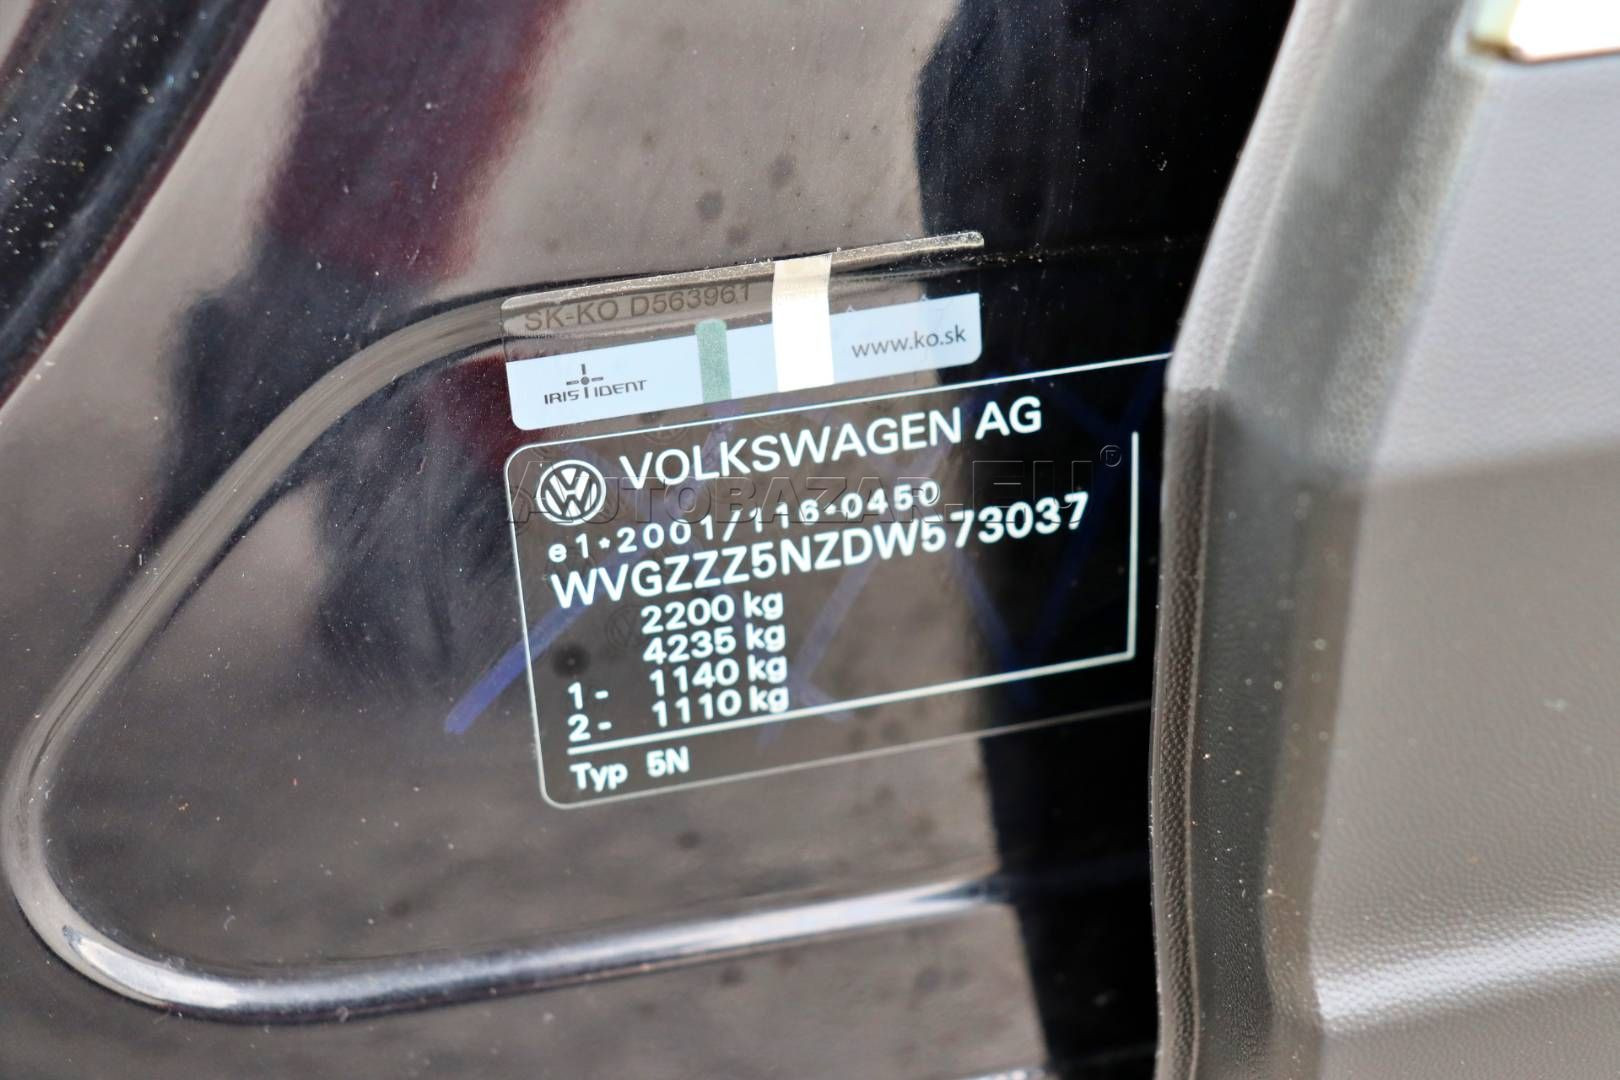 SK-KO D563961
IRIS IDENT
www.ko.sk
VOLKSWAGEN AG
AUTOBAZAR.EU®
e1*2001/116*0450
WVGZZZ5NZDW573037
2200 kg
4235 kg
1- 1140 kg
2- 1110 kg
Typ 5N